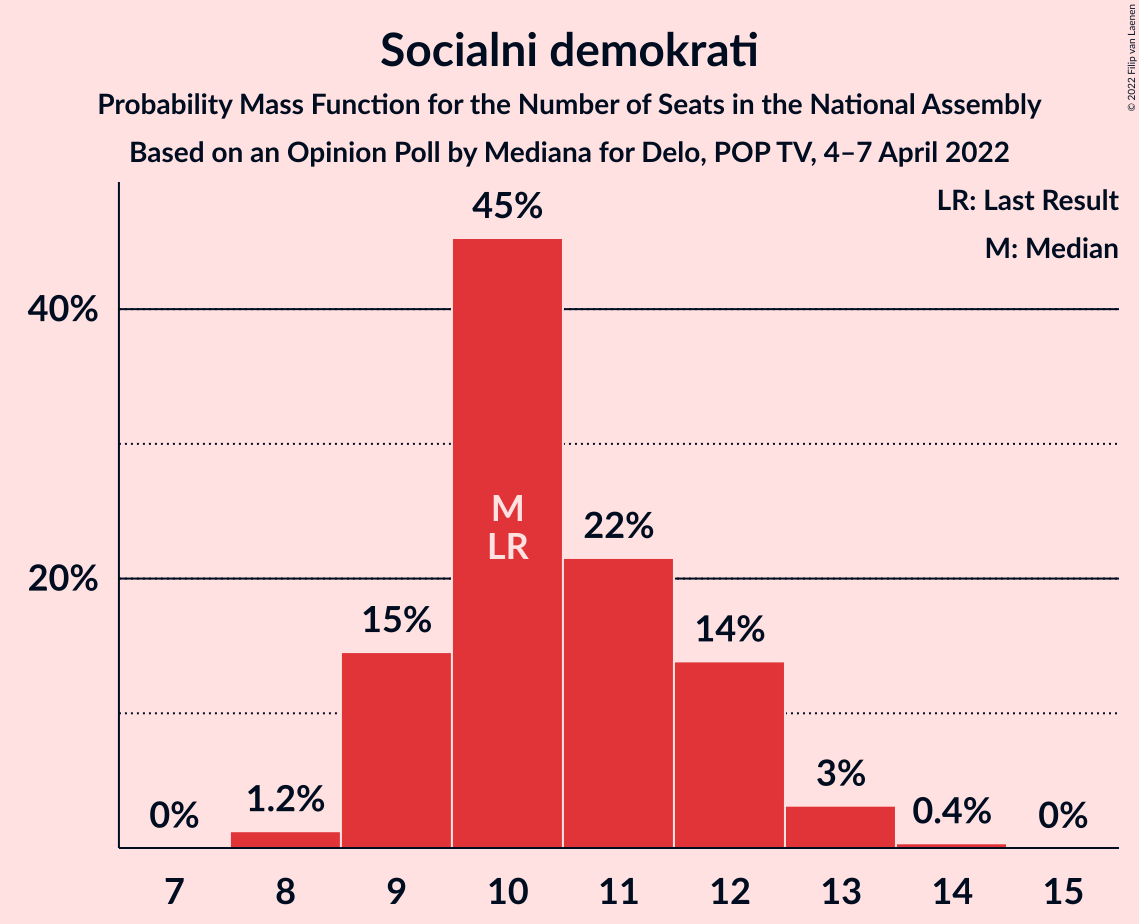 Socialni demokrati
Probability Mass Function for the Number of Seats in the National Assembly
Based on an Opinion Poll by Mediana for Delo, POP TV, 4–7 April 2022
© 2022 Filip van Laenen
LR: Last Result
M: Median
45%
40%
M
LR
22%
20%
15%
14%
3%
1.2%
0.4%
0%
0%
7 8 9 10 11 12 13 14 15